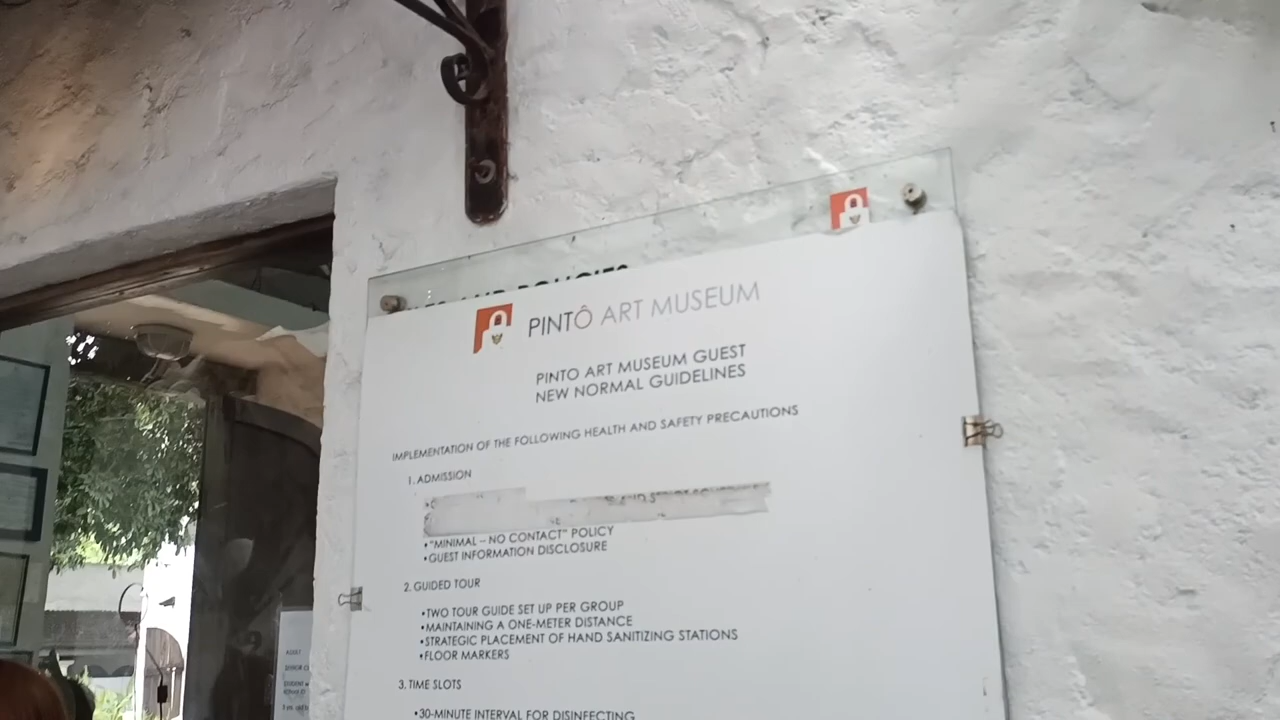 AND POLICIES
PINTÔ ART MUSEUM
PINTO ART MUSEUM GUEST
NEW NORMAL GUIDELINES
IMPLEMENTATION OF THE FOLLOWING HEALTH AND SAFETY PRECAUTIONS
1. ADMISSION
•"MINIMAL – NO CONTACT" POLICY
•GUEST INFORMATION DISCLOSURE
2. GUIDED TOUR
•TWO TOUR GUIDE SET UP PER GROUP
•MAINTAINING A ONE-METER DISTANCE
•STRATEGIC PLACEMENT OF HAND SANITIZING STATIONS
•FLOOR MARKERS
3. TIME SLOTS
•30-MINUTE INTERVAL FOR DISINFECTING